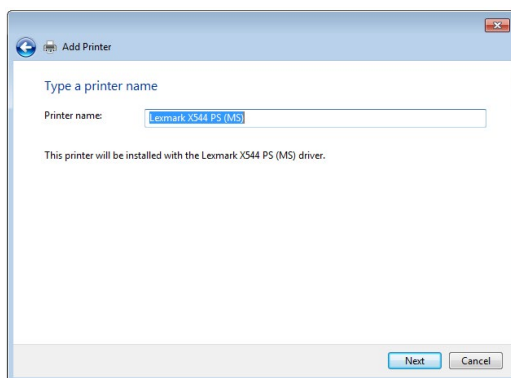 Add Printer
Type a printer name
Printer name:
Lexmark X544 PS (MS)
This printer will be installed with the Lexmark X544 PS (MS) driver.
Next
Cancel